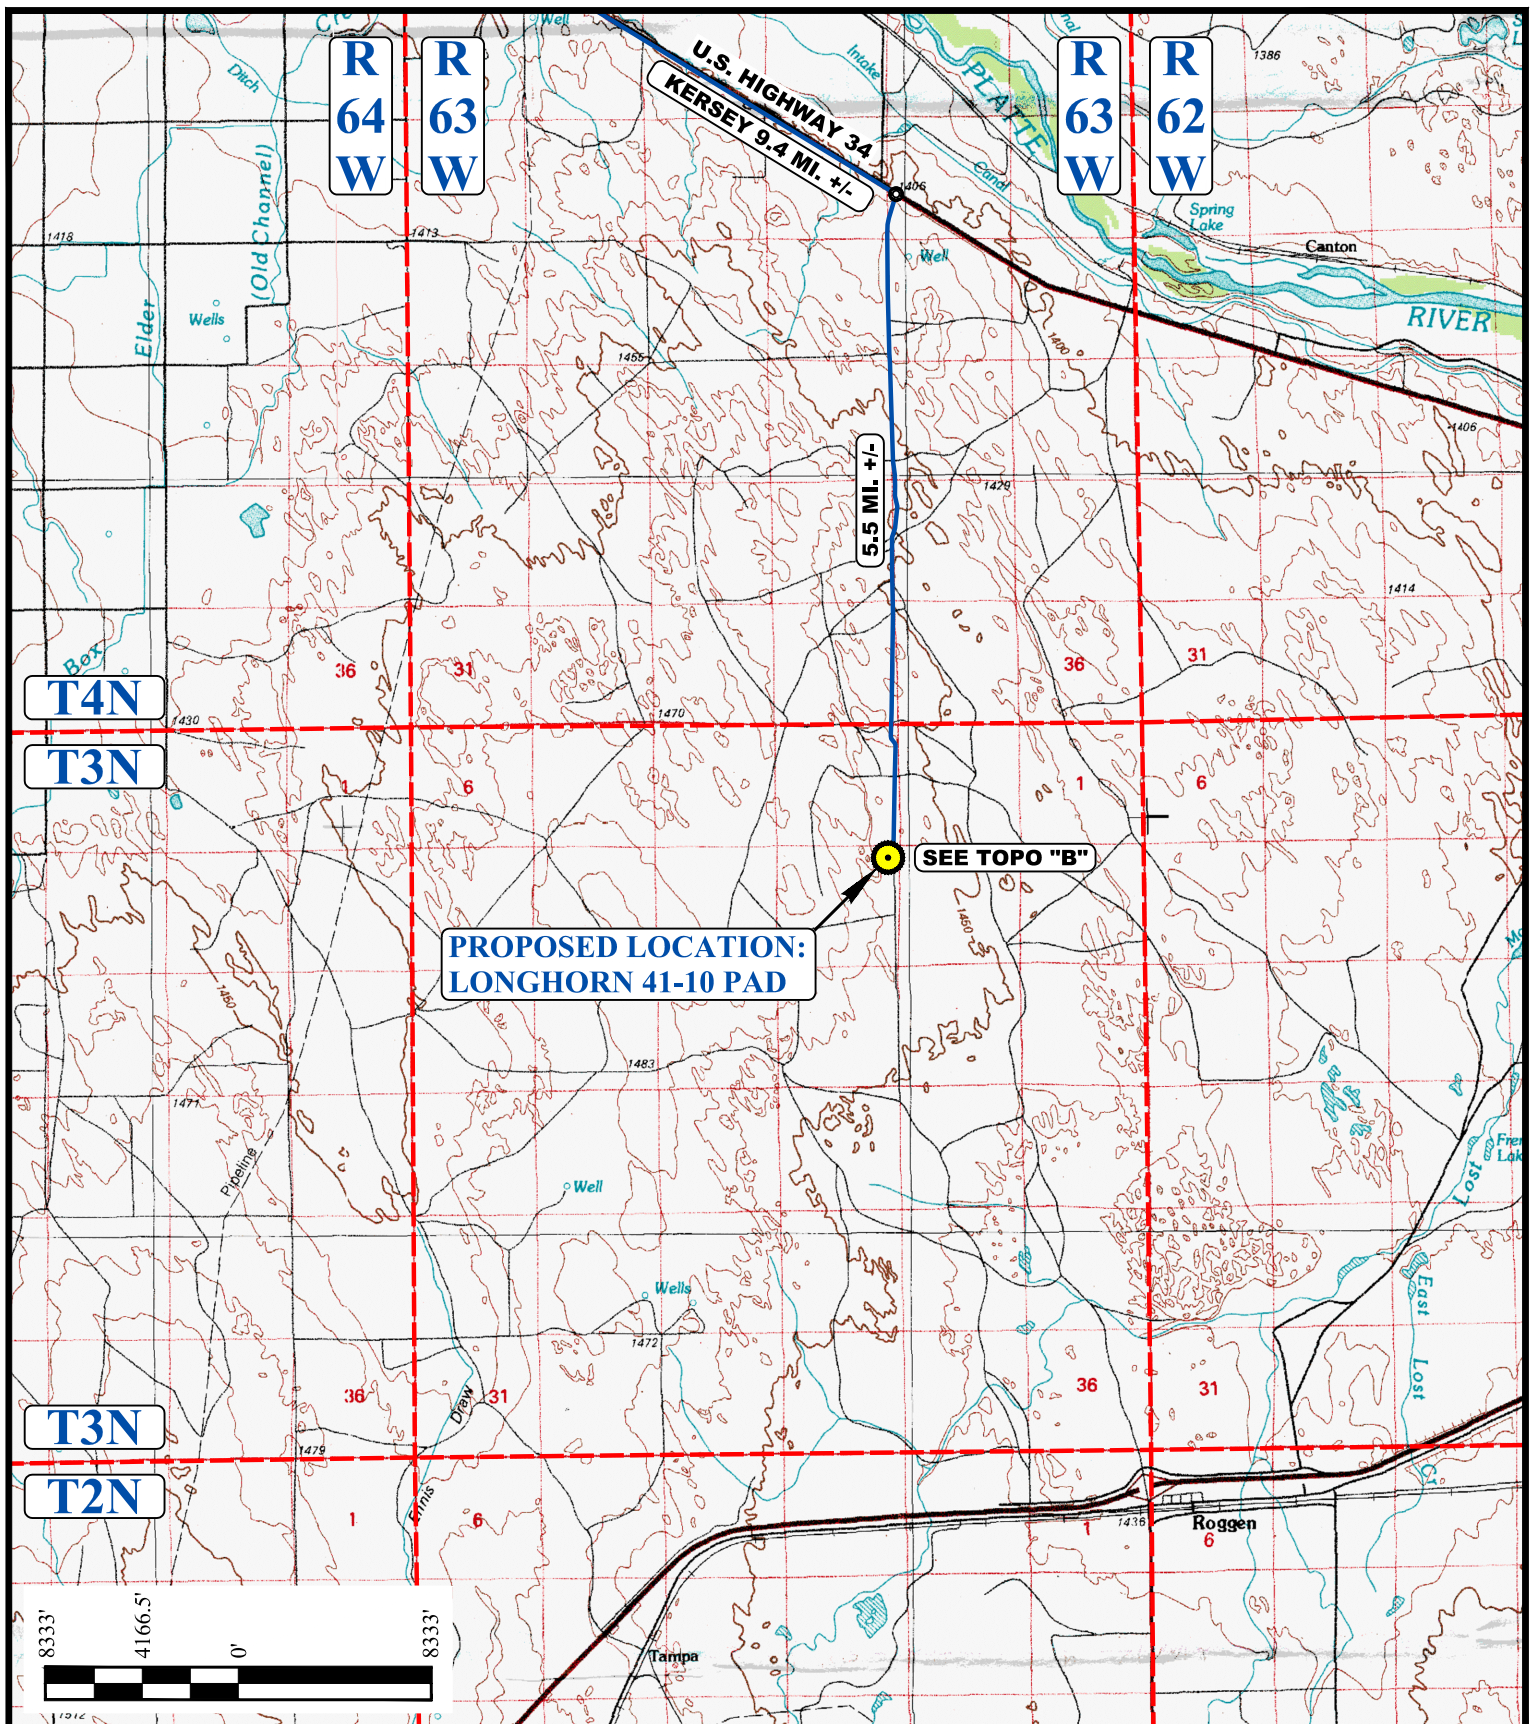 Well
Ditch
R
64
W
R
63
W
U.S. HIGHWAY 34
KERSEY 9.4 MI. +/-
Intake
PLATTE
R
63
W
R
62
W
1386
Canal
1406
Spring
Lake
Canton
Well
RIVER
1418
1413
(Old Channel)
Elder
Wells
1455
1400
1406
5.5 MI. +/-
1429
1414
Box
36
31
36
31
T4N
1430
1470
T3N
1
6
1
6
SEE TOPO "B"
PROPOSED LOCATION:
LONGHORN 41-10 PAD
1460
1460
1483
1471
Pipeline
Well
Lost
Wells
1472
East
Lost
Cr
36
31
36
31
Draw
T3N
1479
T2N
Ennis
1
6
1436
1
Roggen
6
8333'
4166.5'
0'
8333'
Tampa
1512